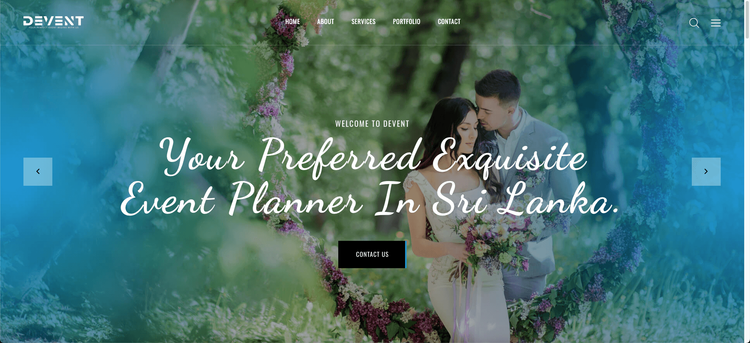 DEVENT
HOME ABOUT SERVICES PORTFOLIO CONTACT
WELCOME TO DEVENT
Your Preferred Exquisite
Event Planner In Sri Lanka.
CONTACT US